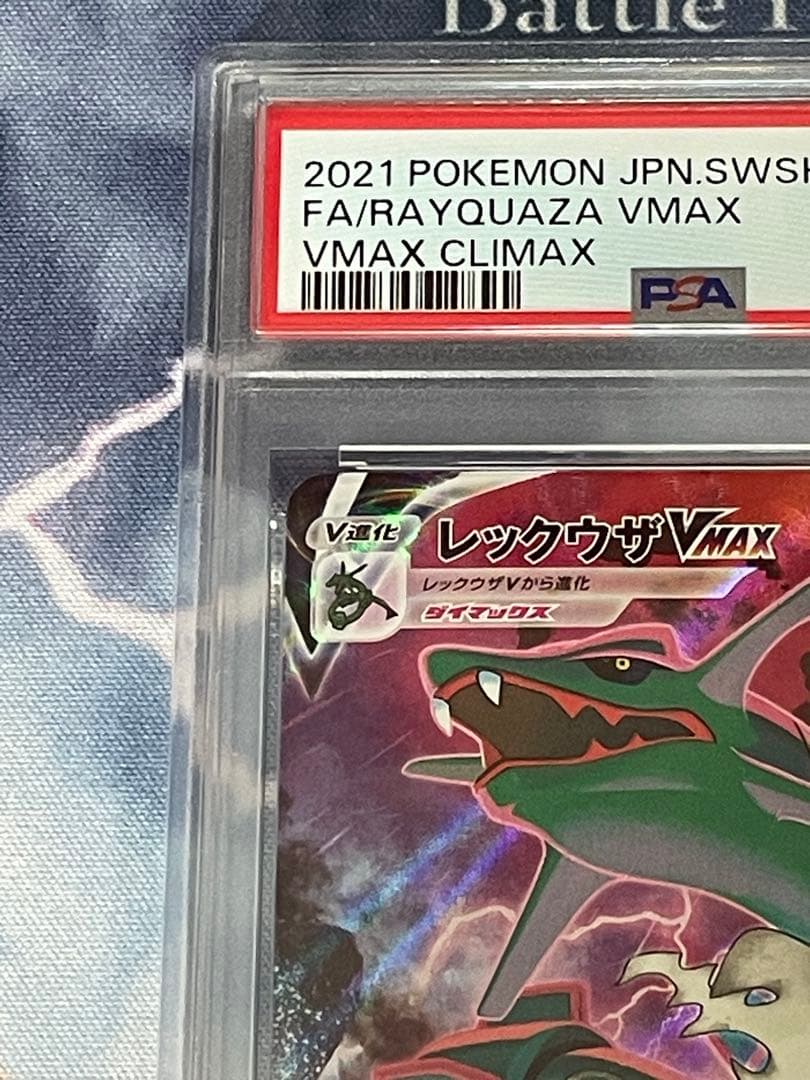 Battle
2021 POKEMON JPN.SWSH
FA/RAYQUAZA VMAX
VMAX CLIMAX
PSA
V進化
レックウザVMAX
レックウザVから進化
ダイマックス